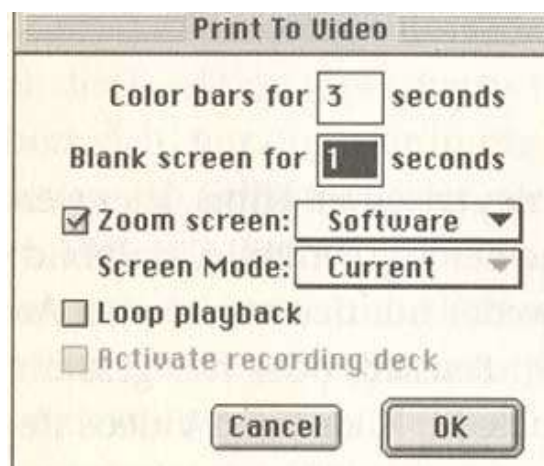 Print To Video
Color bars for 3 seconds
Blank screen for 1 seconds
Zoom screen: Software
Screen Mode: Current
Loop playback
Activate recording deck
Cancel OK